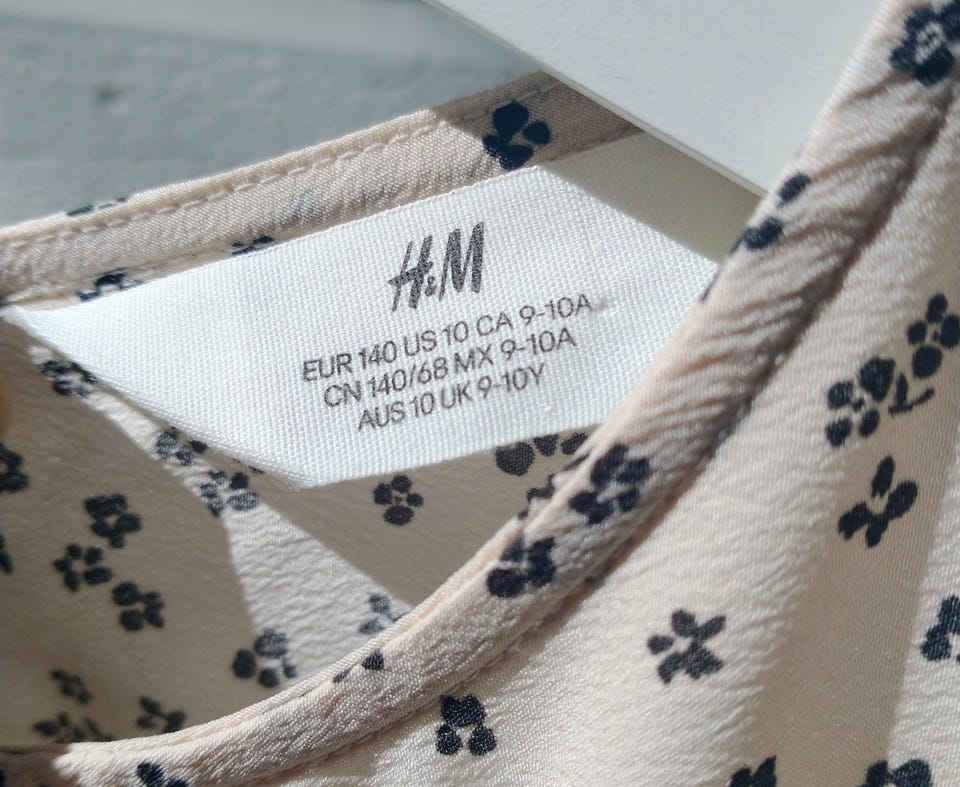 H&M
EUR 140 US 10 CA 9-10A
CN 140/68 MX 9-10A
AUS 10 UK 9-10Y